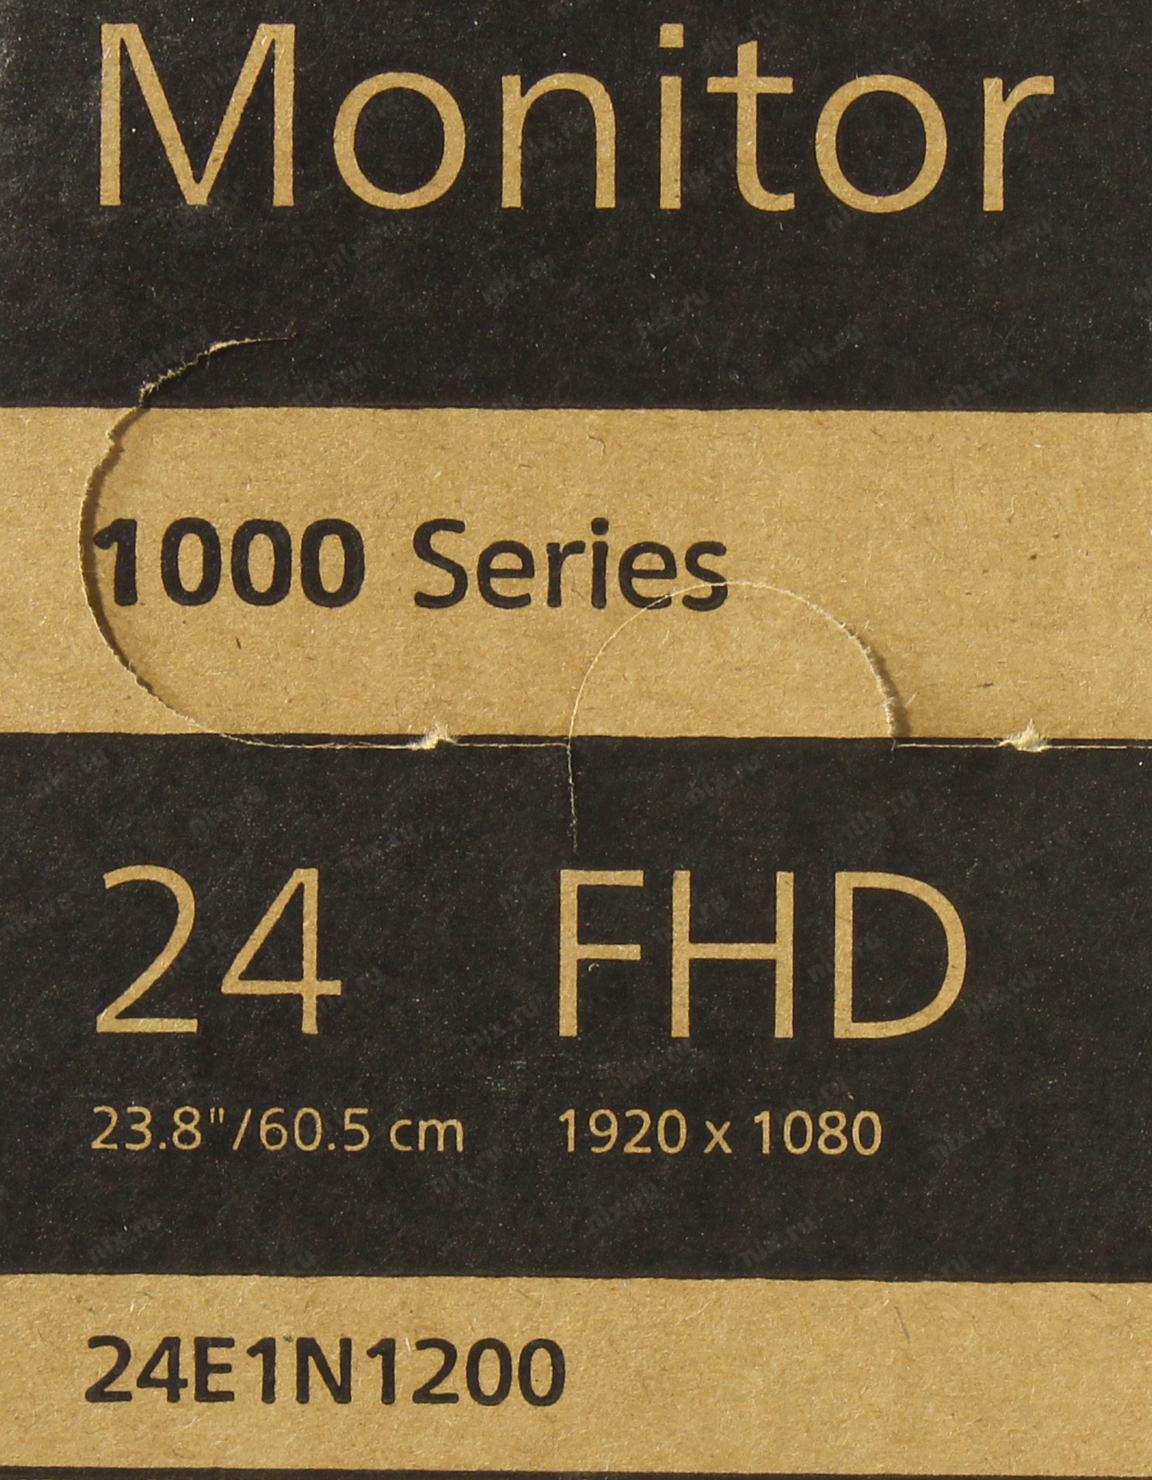 Monitor
1000 Series
24 FHD
23.8"/60.5 cm 1920 x 1080
24E1N1200